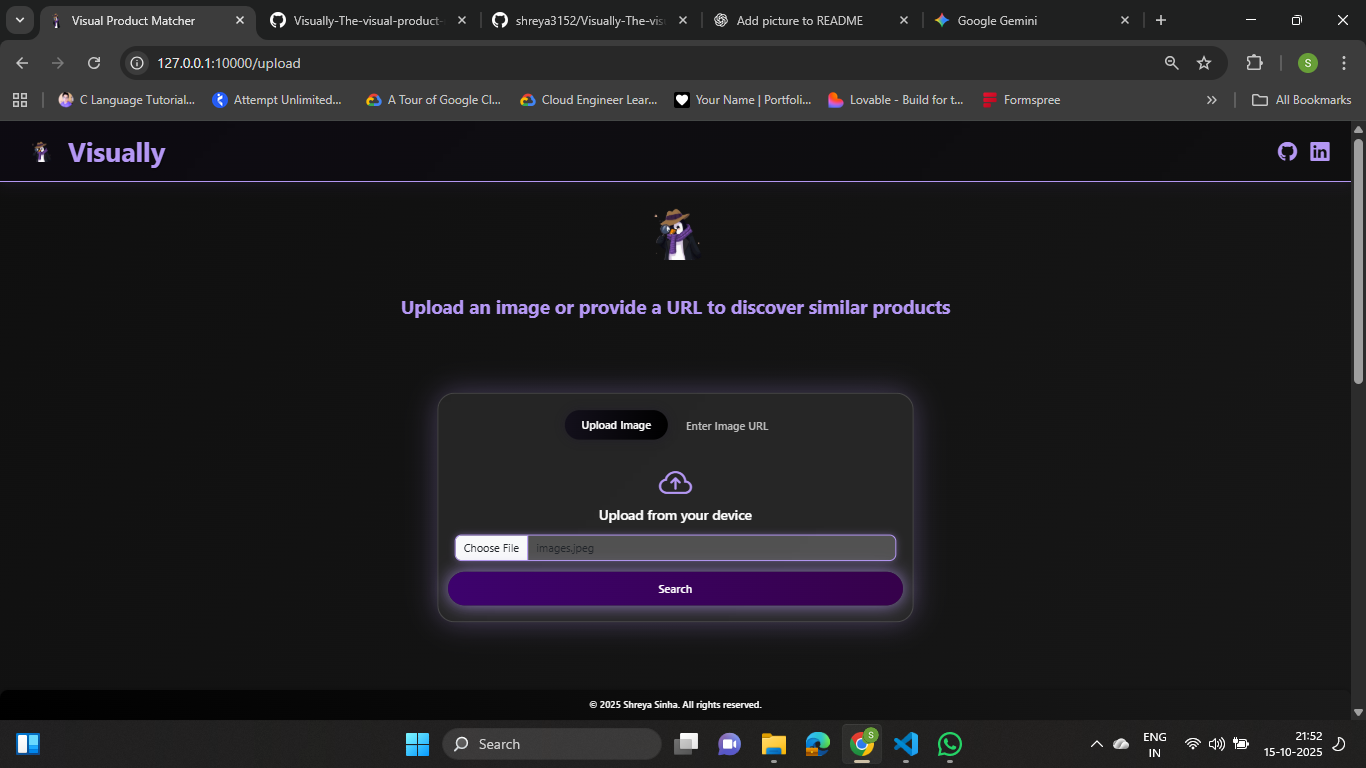 Visual Product Matcher
Visually-The-visual-product-
shreya3152/Visually-The-vis
Add picture to README
Google Gemini
127.0.0.1:10000/upload
S
C Language Tutorial...
Attempt Unlimited...
A Tour of Google Cl...
Cloud Engineer Lear...
Your Name | Portfoli...
Lovable - Build for t...
Formspree
»
All Bookmarks
Visually
in
Upload an image or provide a URL to discover similar products
Upload Image
Enter Image URL
Upload from your device
Choose File
images.jpeg
Search
© 2025 Shreya Sinha. All rights reserved.
Search
S
ENG
IN
21:52
15-10-2025